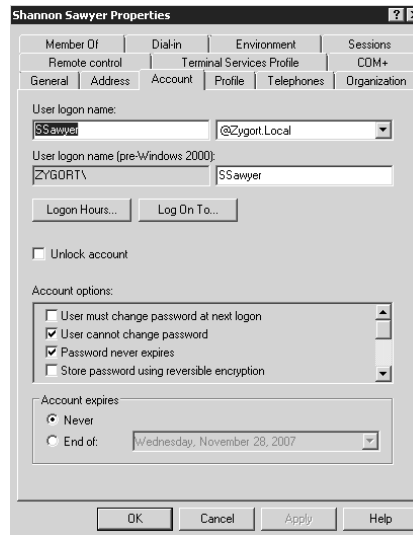 Shannon Sawyer Properties
Member Of Dial-in Environment Sessions
Remote control Terminal Services Profile COM+
General Address Account Profile Telephones Organization
User logon name:
SSawyer @Zygort.Local
User logon name (pre-Windows 2000):
ZYGORT\ SSawyer
Logon Hours... Log On To...
Unlock account
Account options:
User must change password at next logon
User cannot change password
Password never expires
Store password using reversible encryption
Account expires
Never
End of: Wednesday, November 28, 2007
OK Cancel Apply Help